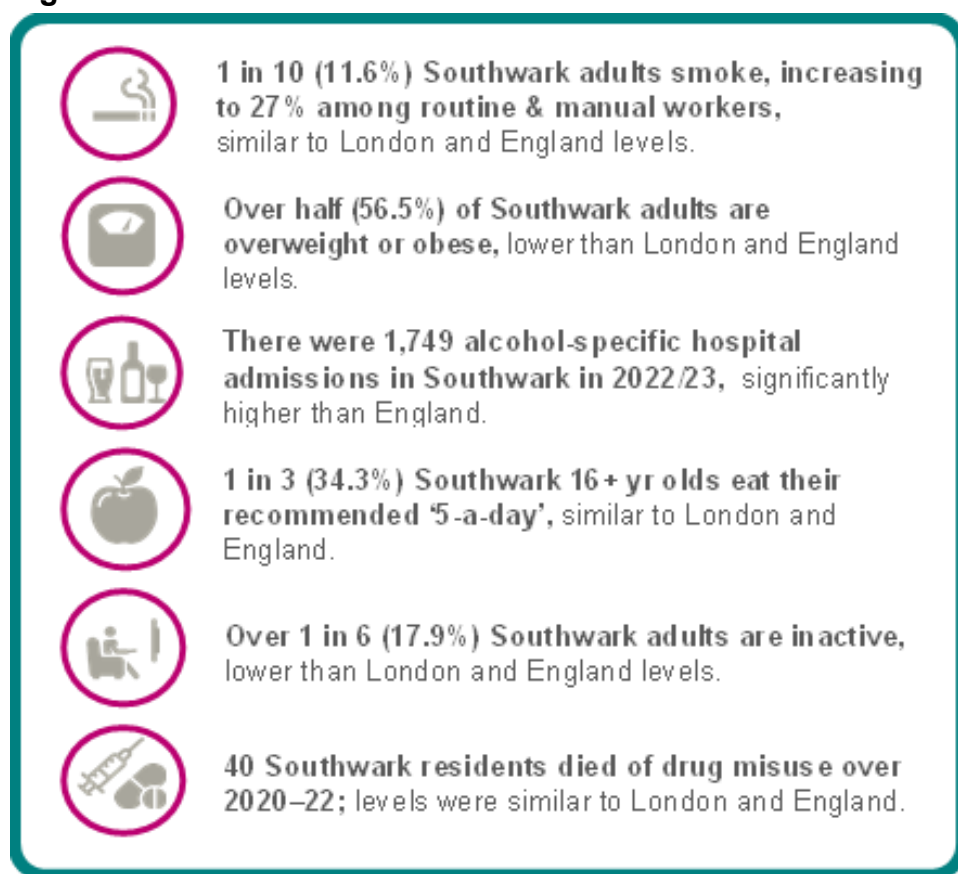 1 in 10 (11.6%) Southwark adults smoke, increasing
to 27% among routine & manual workers,
similar to London and England levels.
Over half (56.5%) of Southwark adults are
overweight or obese, lower than London and England
levels.
There were 1,749 alcohol-specific hospital
admissions in Southwark in 2022/23, significantly
higher than England.
1 in 3 (34.3%) Southwark 16+ yr olds eat their
recommended ‘5-a-day’, similar to London and
England.
Over 1 in 6 (17.9%) Southwark adults are inactive,
lower than London and England levels.
40 Southwark residents died of drug misuse over
2020–22; levels were similar to London and England.